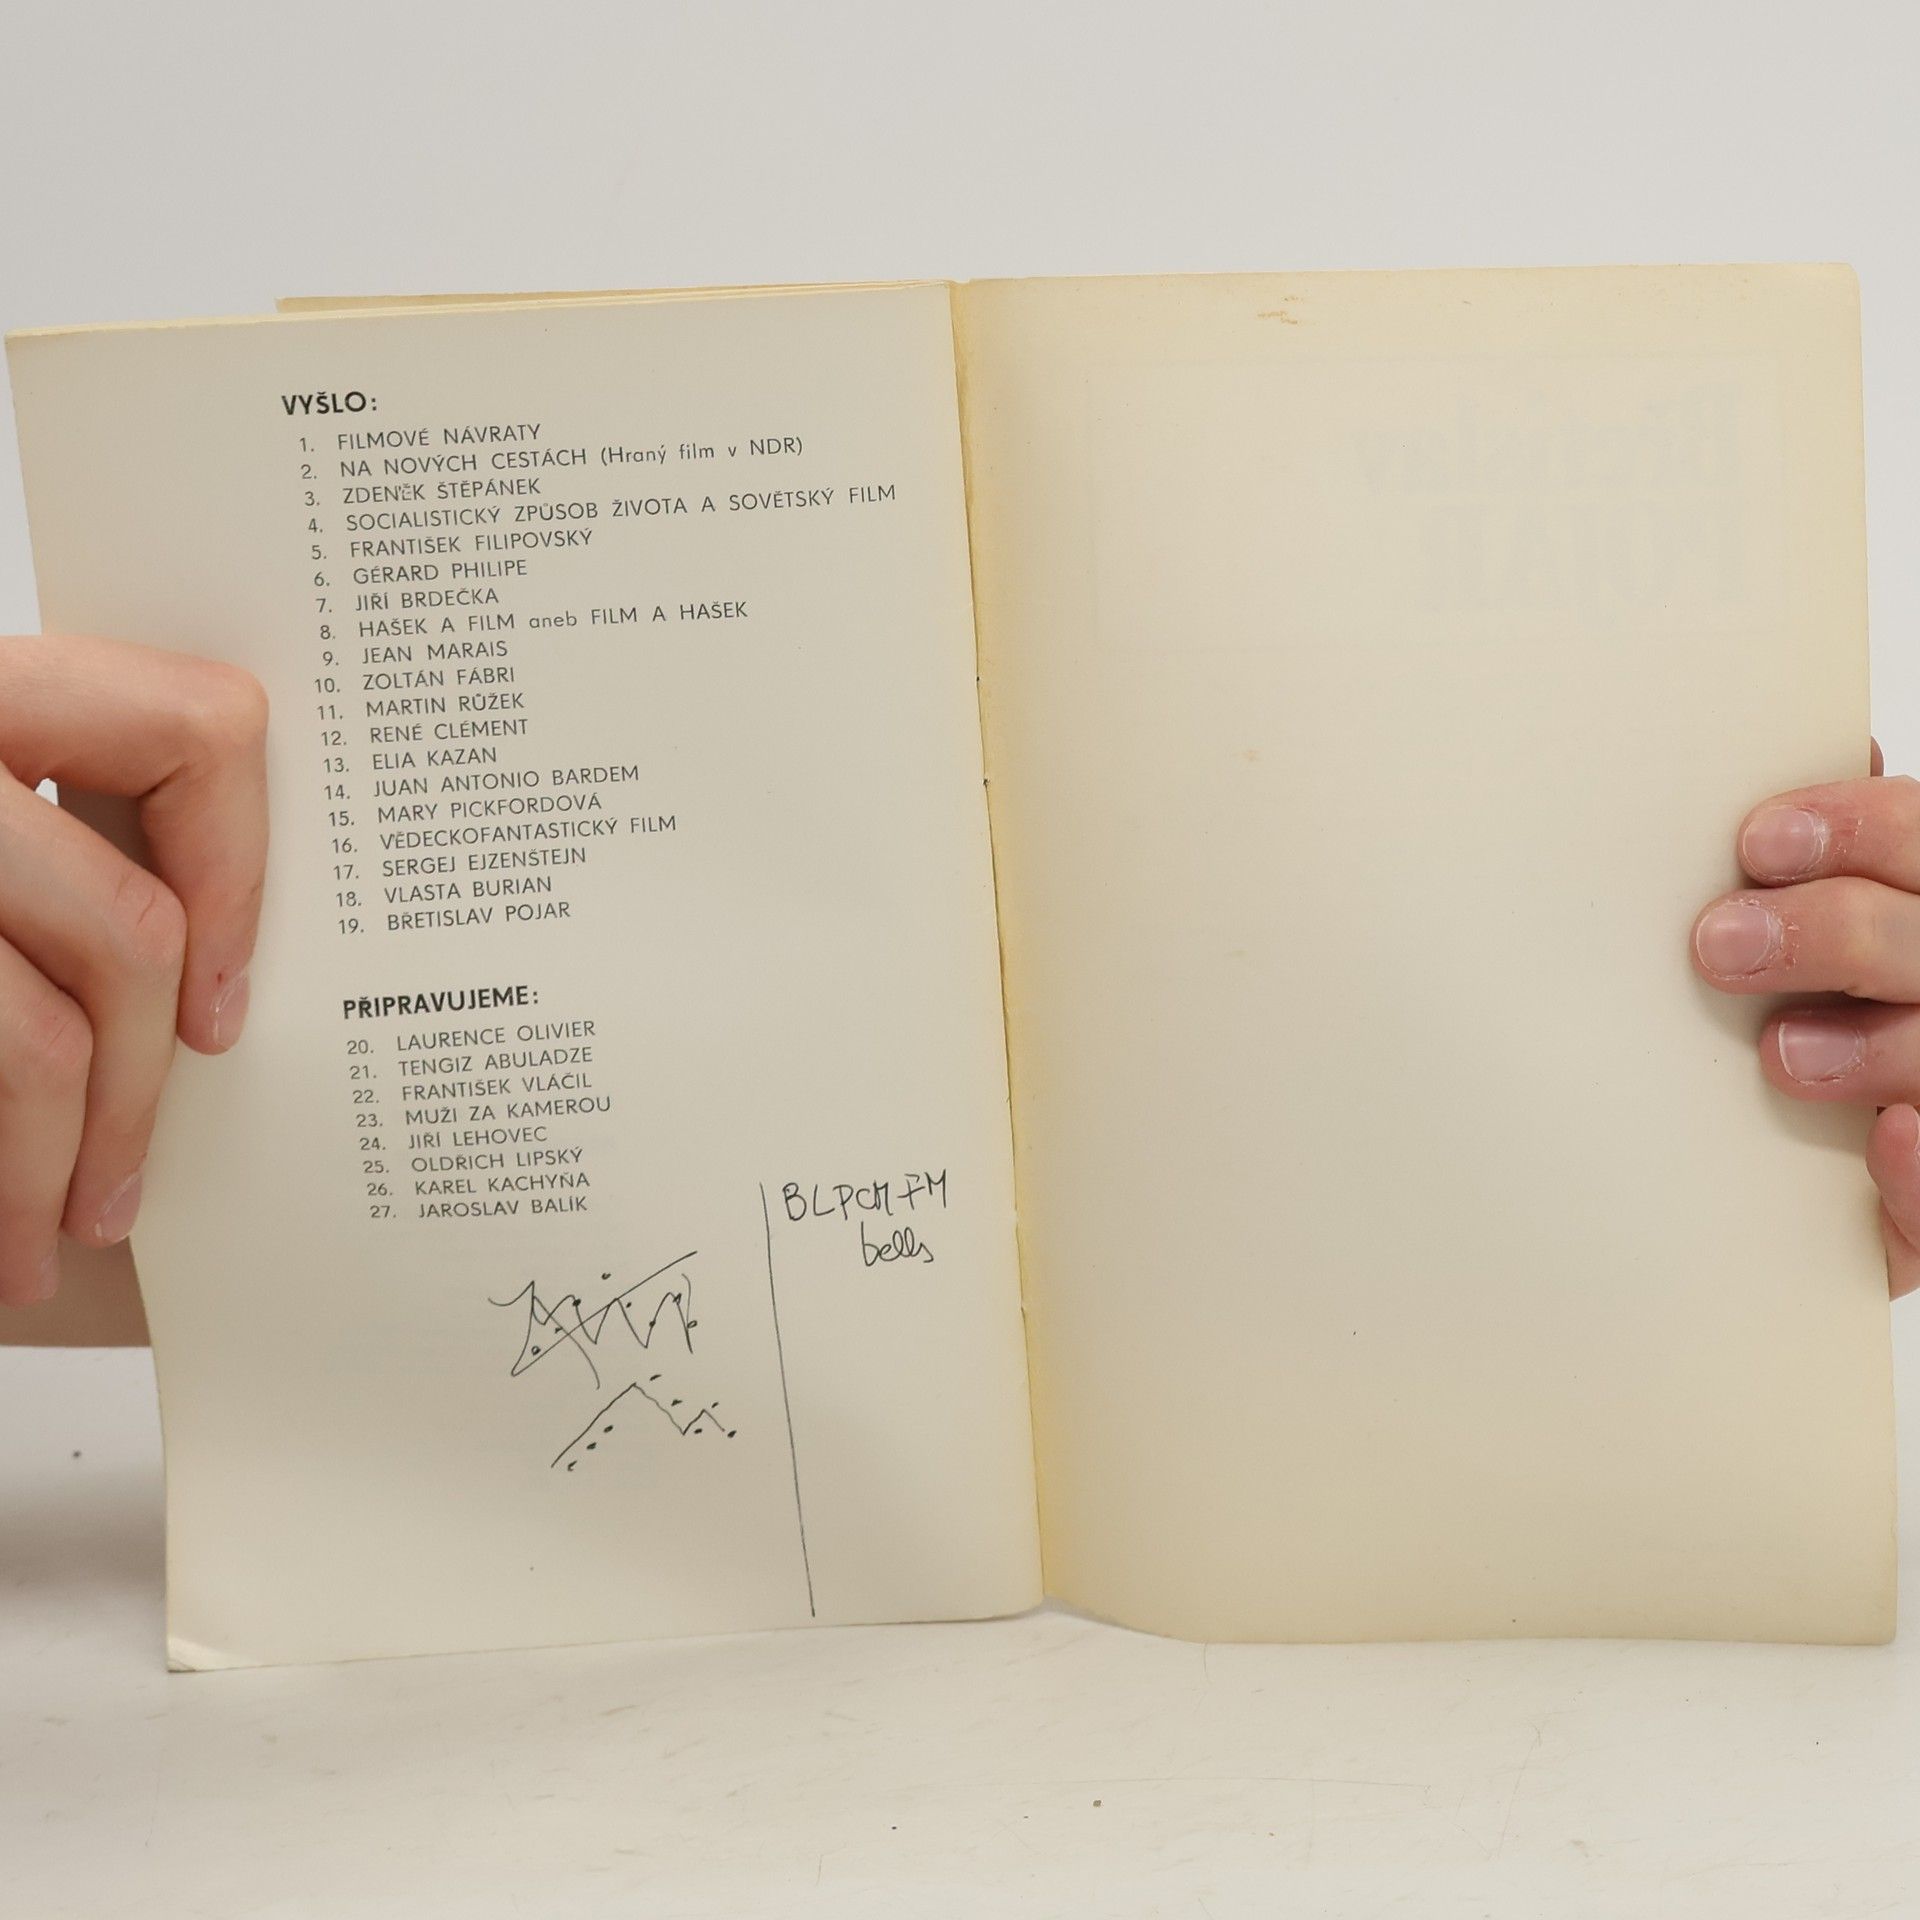 VYŠLO:
1. FILMOVÉ NÁVRATY
2. NA NOVÝCH CESTÁCH (Hraný film v NDR)
3. ZDENĚK ŠTĚPÁNEK
4. SOCIALISTICKÝ ZPŮSOB ŽIVOTA A SOVĚTSKÝ FILM
5. FRANTIŠEK FILIPOVSKÝ
6. GÉRARD PHILIPE
7. JIŘÍ BRDEČKA
8. HAŠEK A FILM aneb FILM A HAŠEK
9. JEAN MARAIS
10. ZOLTÁN FÁBRI
11. MARTIN RŮŽEK
12. RENÉ CLÉMENT
13. ELIA KAZAN
14. JUAN ANTONIO BARDEM
15. MARY PICKFORDOVÁ
16. VĚDECKOFANTASTICKÝ FILM
17. SERGEJ EJZENŠTEJN
18. VLASTA BURIAN
19. BŘETISLAV POJAR
PŘIPRAVUJEME:
20. LAURENCE OLIVIER
21. TENGIZ ABULADZE
22. FRANTIŠEK VLÁČIL
23. MUŽI ZA KAMEROU
24. JIŘÍ LEHOVEC
25. OLDŘICH LIPSKÝ
26. KAREL KACHYŇA
27. JAROSLAV BALÍK
bells